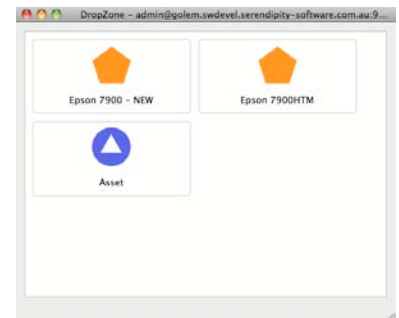 DropZone - admin@golem.swdevel.serendipity-software.com.au:9...
Epson 7900 - NEW
Epson 7900HTM
Asset